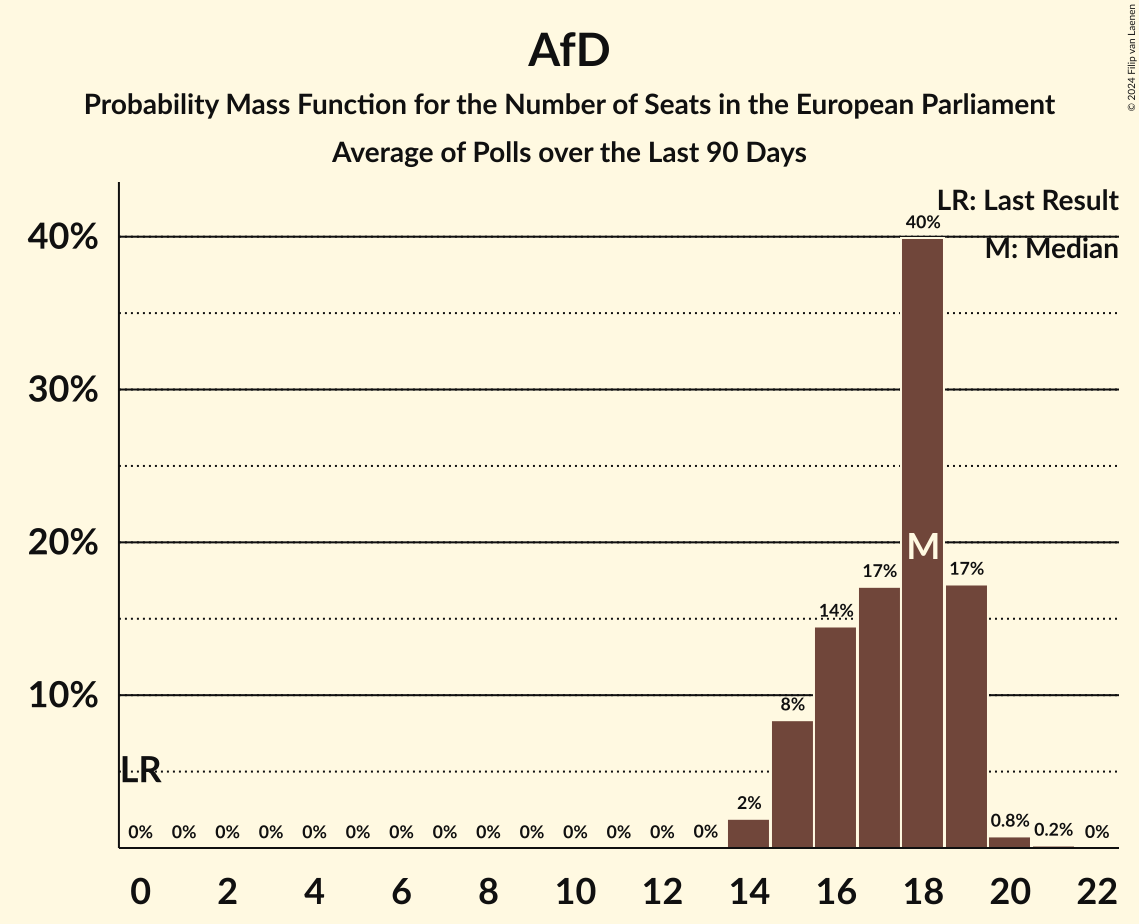 AfD
Probability Mass Function for the Number of Seats in the European Parliament
Average of Polls over the Last 90 Days
© 2024 Filip van Laenen
LR: Last Result
M: Median
40%
30%
20%
10%
LR
M
0% 0% 0% 0% 0% 0% 0% 0% 0% 0% 0% 0% 0% 0% 2% 8% 14% 17% 40% 17% 0.8% 0.2% 0%
0 2 4 6 8 10 12 14 16 18 20 22